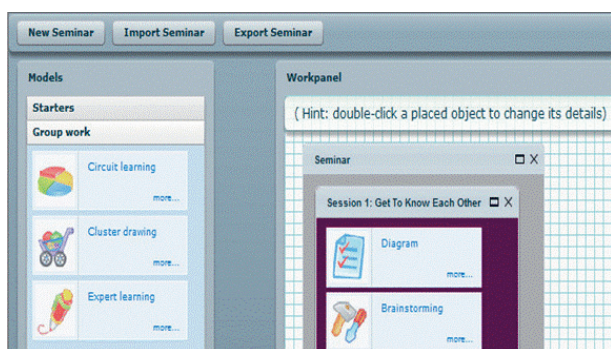 New Seminar
Import Seminar
Export Seminar
Models
Starters
Group work
Circuit learning
more...
Cluster drawing
more...
Expert learning
more...
Workpanel
( Hint: double-click a placed object to change its details)
Seminar
Session 1: Get To Know Each Other
Diagram
more...
Brainstorming
more...